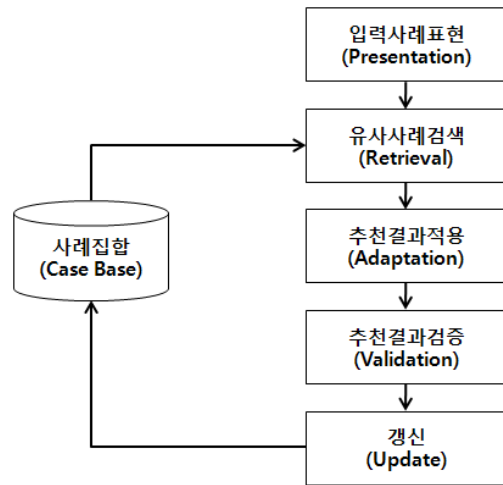 입력사례표현
(Presentation)
유사사례검색
(Retrieval)
사례집합
(Case Base)
추천결과적용
(Adaptation)
추천결과검증
(Validation)
갱신
(Update)